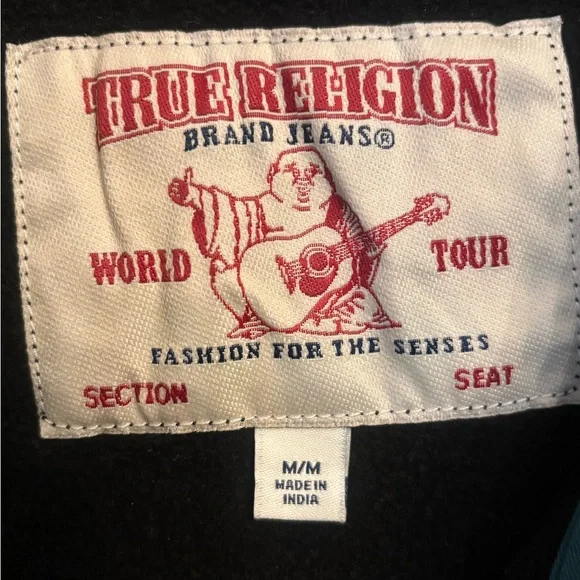 TRUE RELIGION
BRAND JEANS®
WORLD TOUR
FASHION FOR THE SENSES
SECTION SEAT
M/M
MADE IN
INDIA